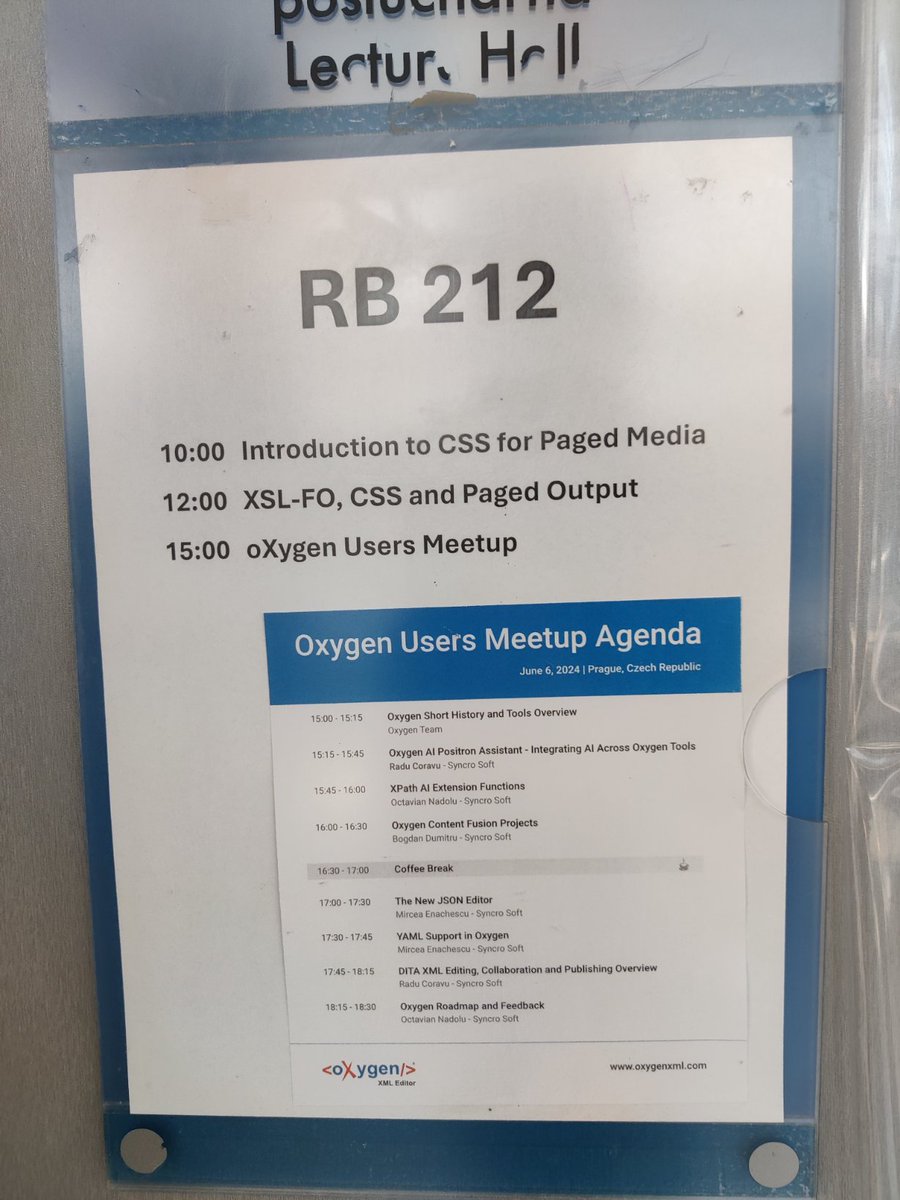 Lecture Hall
RB 212
10:00 Introduction to CSS for Paged Media
12:00 XSL-FO, CSS and Paged Output
15:00 oXygen Users Meetup
Oxygen Users Meetup Agenda
June 6, 2024 | Prague, Czech Republic
15:00 - 15:15 Oxygen Short History and Tools Overview
Oxygen Team
15:15 - 15:45 Oxygen AI Positron Assistant - Integrating AI Across Oxygen Tools
Radu Coravu - Syncro Soft
15:45 - 16:00 XPath AI Extension Functions
Octavian Nadolu - Syncro Soft
16:00 - 16:30 Oxygen Content Fusion Projects
Bogdan Dumitru - Syncro Soft
16:30 - 17:00 Coffee Break
17:00 - 17:30 The New JSON Editor
Mircea Enachescu - Syncro Soft
17:30 - 17:45 YAML Support in Oxygen
Mircea Enachescu - Syncro Soft
17:45 - 18:15 DITA XML Editing, Collaboration and Publishing Overview
Radu Coravu - Syncro Soft
18:15 - 18:30 Oxygen Roadmap and Feedback
Octavian Nadolu - Syncro Soft
<oXygen/>
XML Editor
www.oxygenxml.com